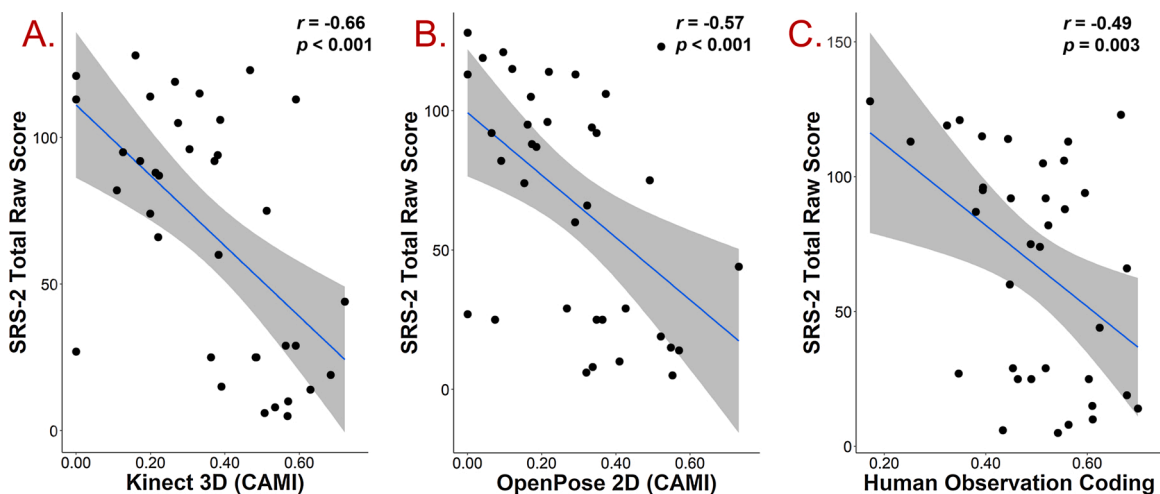 A.
r = -0.66
p < 0.001
SRS-2 Total Raw Score
100
50
0
0.00 0.20 0.40 0.60
Kinect 3D (CAMI)
B.
r = -0.57
p < 0.001
SRS-2 Total Raw Score
100
50
0
0.00 0.20 0.40 0.60
OpenPose 2D (CAMI)
C.
r = -0.49
p = 0.003
SRS-2 Total Raw Score
150
100
50
0
0.20 0.40 0.60
Human Observation Coding